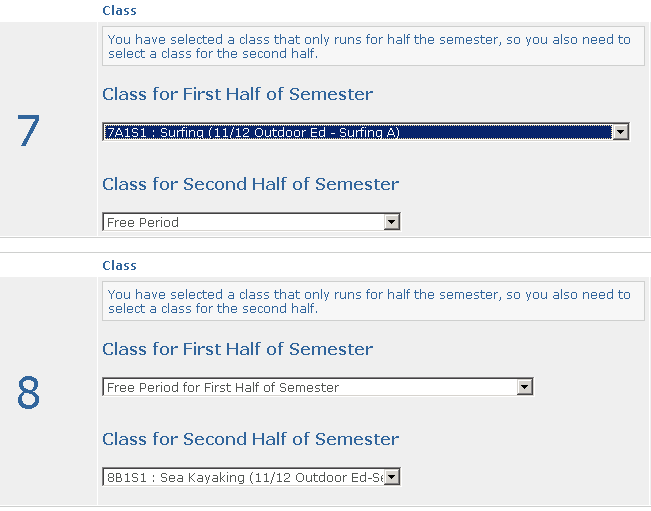 Class
You have selected a class that only runs for half the semester, so you also need to
select a class for the second half.
7
Class for First Half of Semester
7A1S1 : Surfing (11/12 Outdoor Ed - Surfing A)
Class for Second Half of Semester
Free Period
Class
You have selected a class that only runs for half the semester, so you also need to
select a class for the second half.
8
Class for First Half of Semester
Free Period for First Half of Semester
Class for Second Half of Semester
8B1S1 : Sea Kayaking (11/12 Outdoor Ed-Se